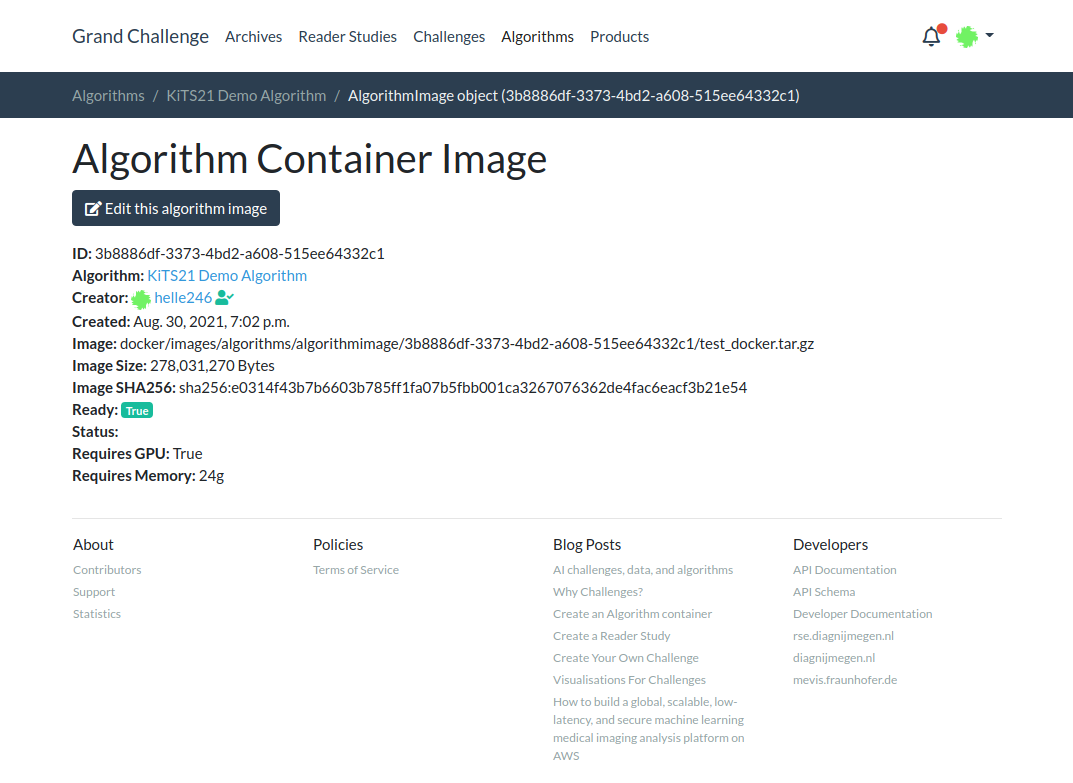 Grand Challenge Archives Reader Studies Challenges Algorithms Products
Algorithms / KiTS21 Demo Algorithm / AlgorithmImage object (3b8886df-3373-4bd2-a608-515ee64332c1)
Algorithm Container Image
Edit this algorithm image
ID: 3b8886df-3373-4bd2-a608-515ee64332c1
Algorithm: KiTS21 Demo Algorithm
Creator: helle246
Created: Aug. 30, 2021, 7:02 p.m.
Image: docker/images/algorithms/algorithmimage/3b8886df-3373-4bd2-a608-515ee64332c1/test_docker.tar.gz
Image Size: 278,031,270 Bytes
Image SHA256: sha256:e0314f43b7b6603b785ff1fa07b5fbb001ca3267076362de4fac6eacf3b21e54
Ready: True
Status:
Requires GPU: True
Requires Memory: 24g
About
Contributors
Support
Statistics
Policies
Terms of Service
Blog Posts
AI challenges, data, and algorithms
Why Challenges?
Create an Algorithm container
Create a Reader Study
Create Your Own Challenge
Visualisations For Challenges
How to build a global, scalable, low-
latency, and secure machine learning
medical imaging analysis platform on
AWS
Developers
API Documentation
API Schema
Developer Documentation
rse.diagnijmegen.nl
diagnijmegen.nl
mevis.fraunhofer.de